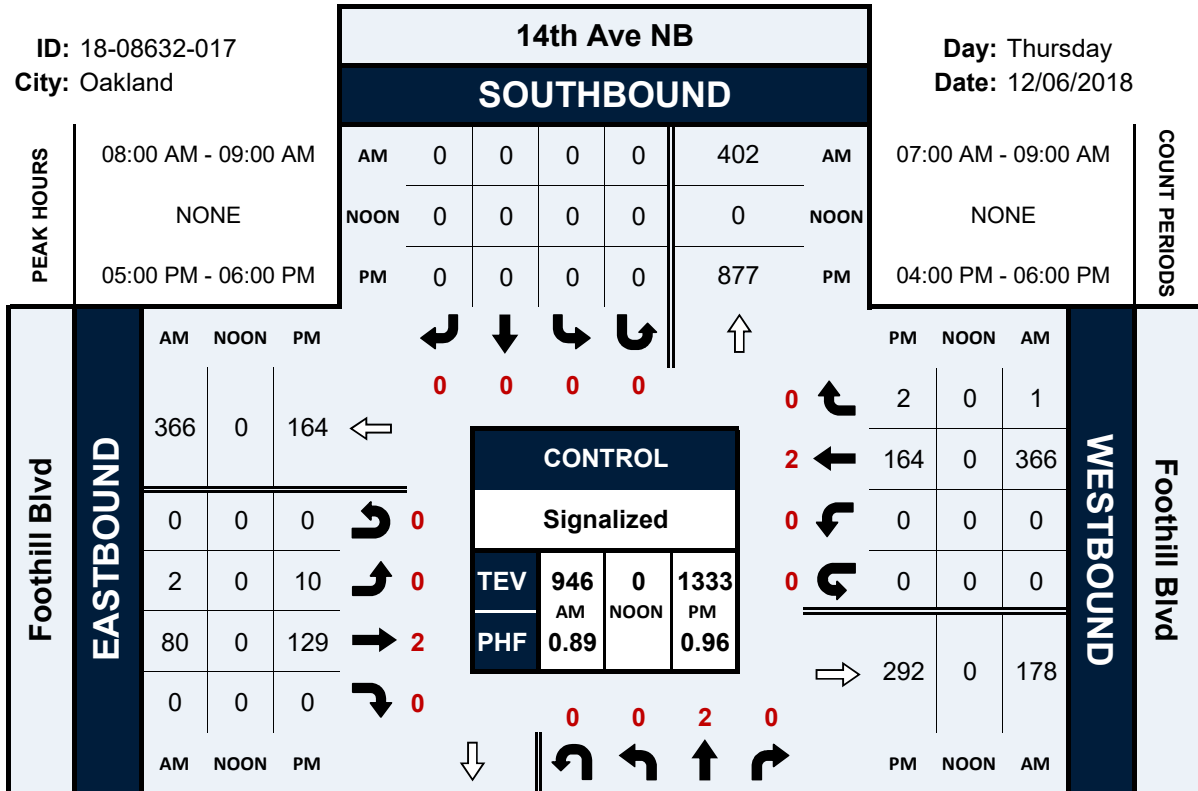 ID: 18-08632-017
City: Oakland
14th Ave NB
SOUTHBOUND
Day: Thursday
Date: 12/06/2018
PEAK HOURS
08:00 AM - 09:00 AM
NONE
05:00 PM - 06:00 PM
AM 0 0 0 0 402 AM
NOON 0 0 0 0 0 NOON
PM 0 0 0 0 877 PM
07:00 AM - 09:00 AM
NONE
04:00 PM - 06:00 PM
COUNT PERIODS
0 0 0 0
Foothill Blvd
EASTBOUND
AM NOON PM
366 0 164
0 0 0 0
2 0 10 0
80 0 129 2
0 0 0 0
AM NOON PM
CONTROL
Signalized
TEV 946 0 1333
AM NOON PM
PHF 0.89 0.96
0 0 2 0
PM NOON AM
0 2 0 1
2 164 0 366
0 0 0 0
0 0 0 0
292 0 178
PM NOON AM
WESTBOUND
Foothill Blvd